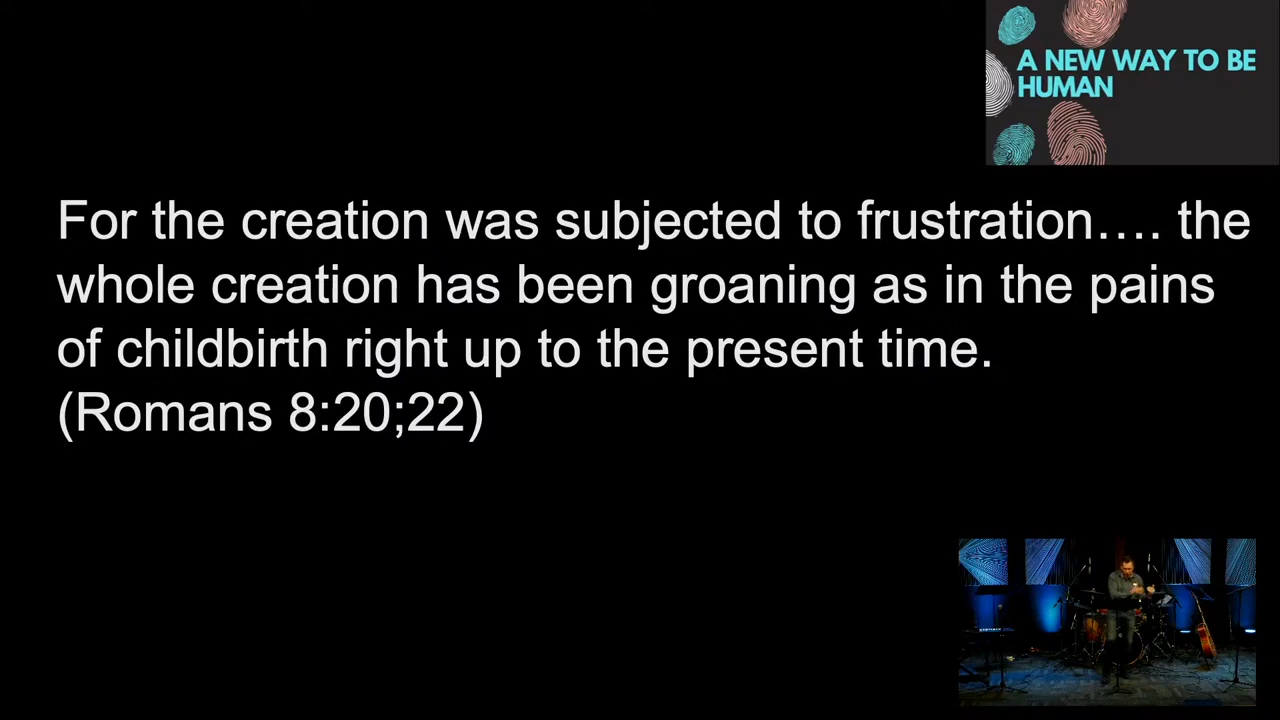 A NEW WAY TO BE
HUMAN
For the creation was subjected to frustration…. the
whole creation has been groaning as in the pains
of childbirth right up to the present time.
(Romans 8:20;22)